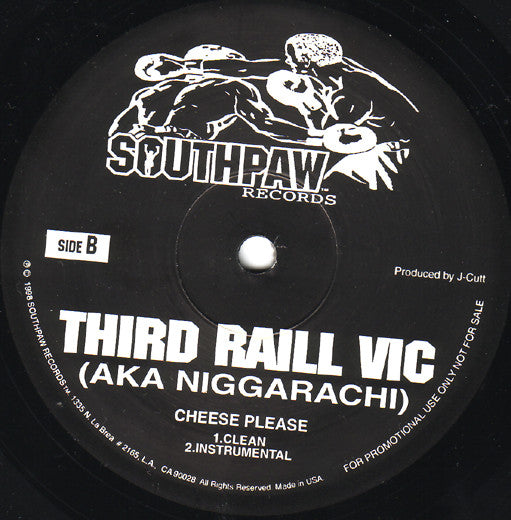 SOUTHPAW™
RECORDS
SIDE B
Produced by J-Cutt
THIRD RAILL VIC
(AKA NIGGARACHI)
CHEESE PLEASE
1.CLEAN
2.INSTRUMENTAL
℗ © 1998 SOUTHPAW RECORDS™ 1335 N. La Brea # 2165, L.A. CA 90028 All Rights Reserved Made in USA
FOR PROMOTIONAL USE ONLY NOT FOR SALE